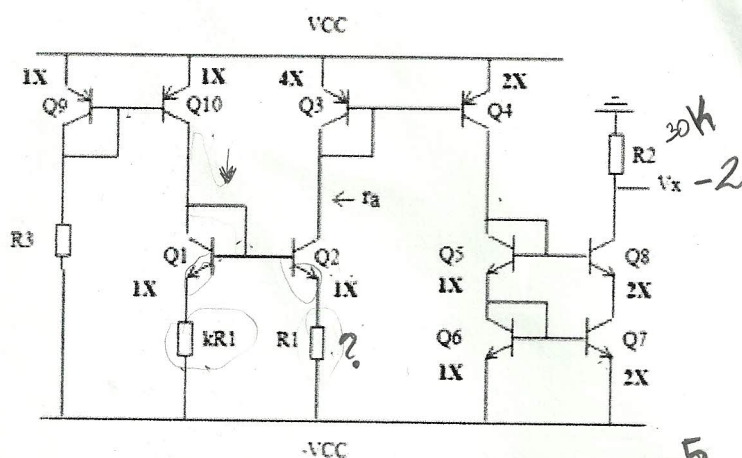 VCC
1X 1X 4X 2X
Q9 Q10 Q3 Q4
30K
R2
Vx -2
ra
R3
Q1 Q2 Q5 Q8
1X 1X 1X 2X
kR1 R1 ? Q6 Q7
1X 2X
-VCC
5